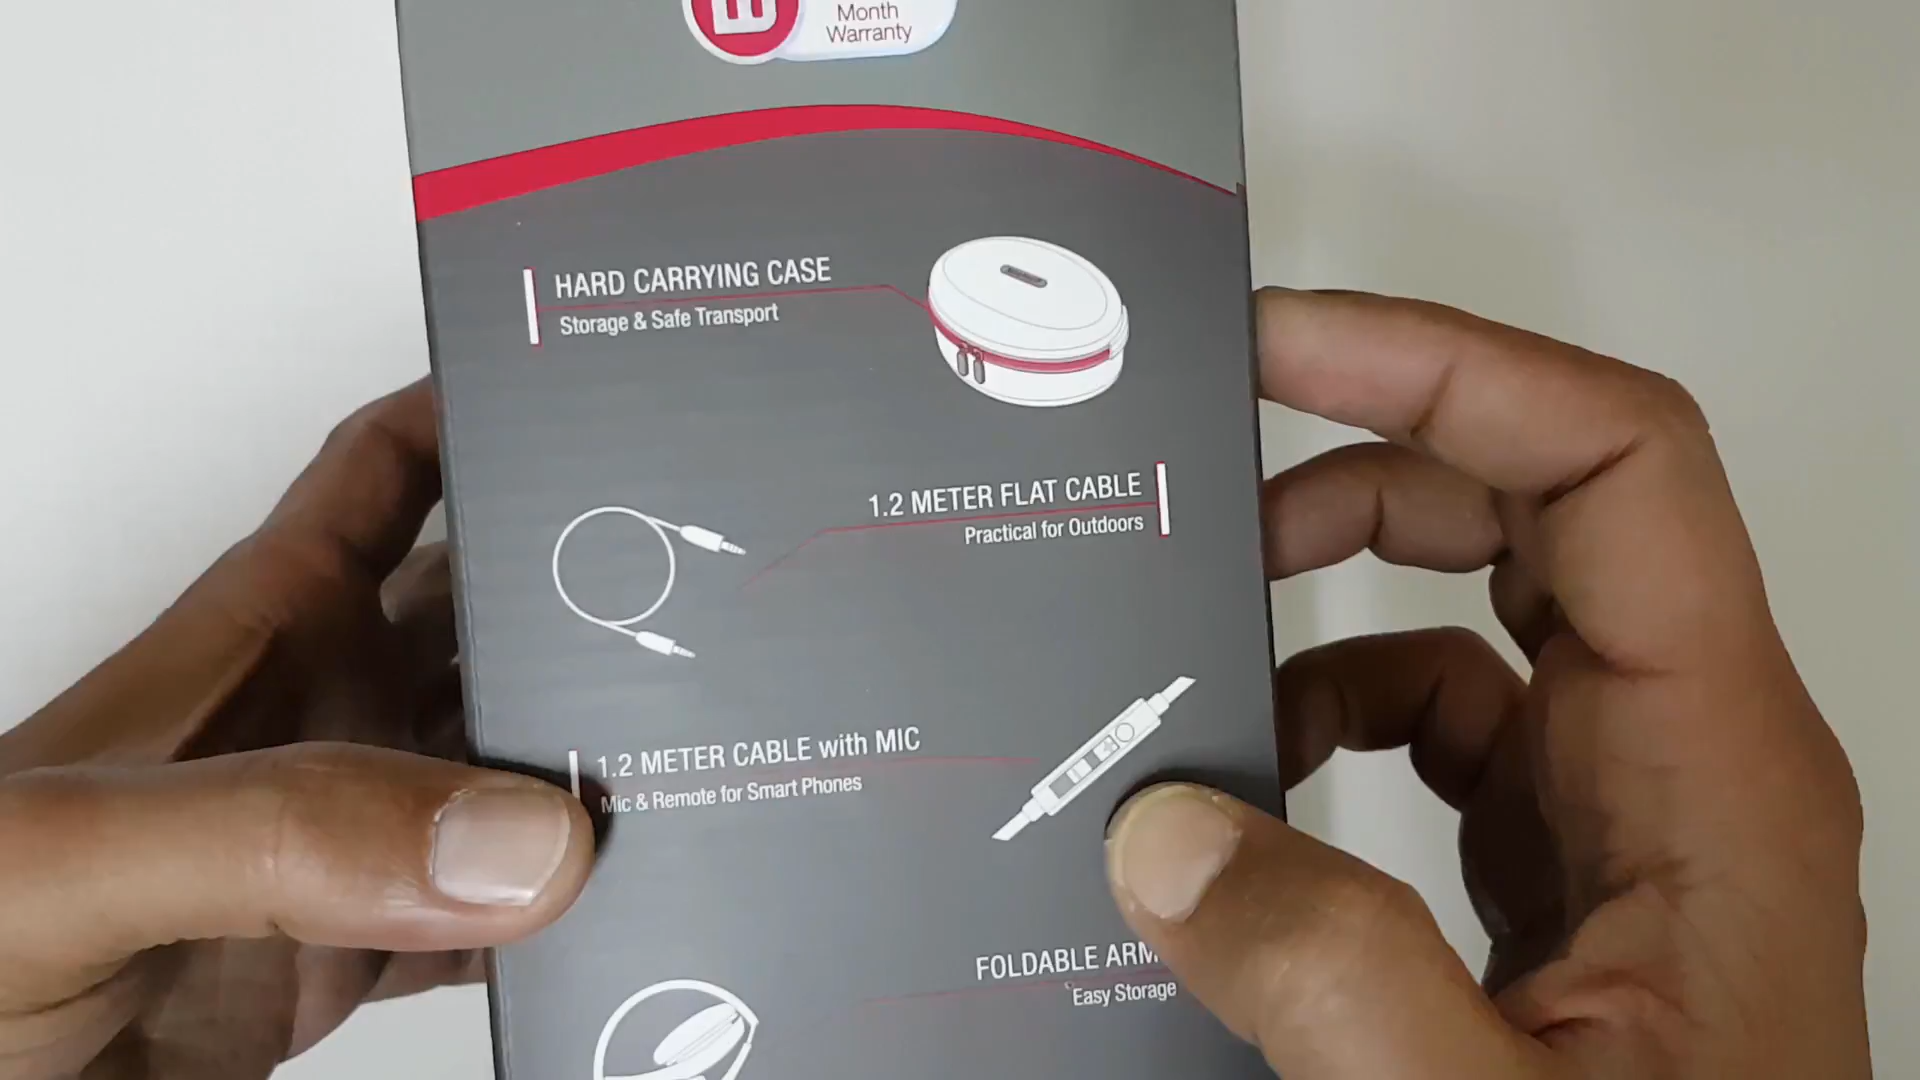 Month
Warranty
HARD CARRYING CASE
Storage & Safe Transport
1.2 METER FLAT CABLE
Practical for Outdoors
1.2 METER CABLE with MIC
Mic & Remote for Smart Phones
FOLDABLE ARM
Easy Storage